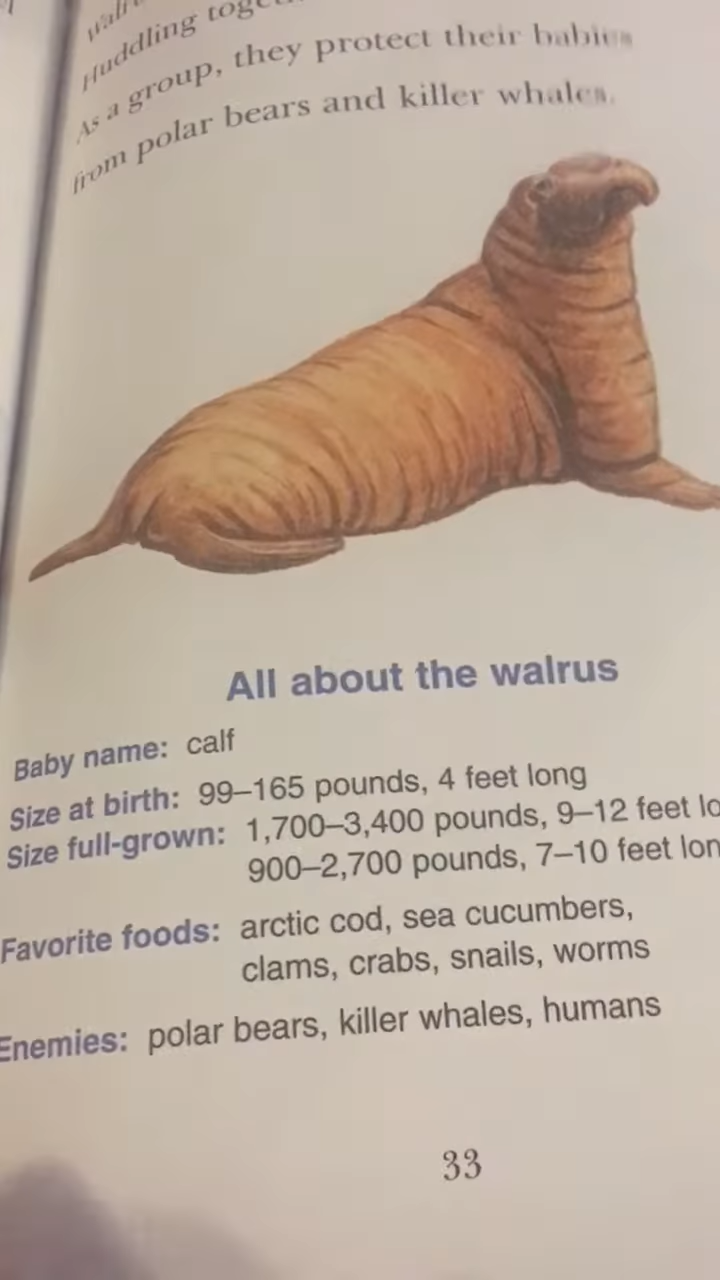 Huddling
As a group, they protect their babies
from polar bears and killer whales.
All about the walrus
Baby name: calf
Size at birth: 99–165 pounds, 4 feet long
Size full-grown: 1,700–3,400 pounds, 9–12 feet lo
900–2,700 pounds, 7–10 feet lon
Favorite foods: arctic cod, sea cucumbers,
clams, crabs, snails, worms
Enemies: polar bears, killer whales, humans
33